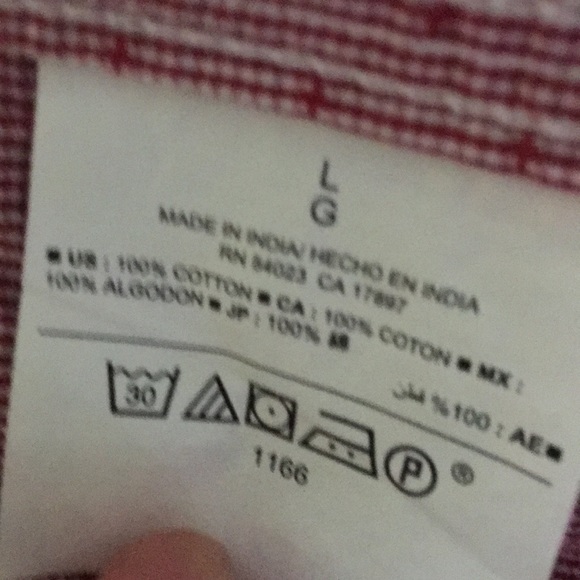 L
G
MADE IN INDIA/ HECHO EN INDIA
RN 54023 CA 17897
■ US : 100% COTTON ■ CA : 100% COTON ■ MX :
100% ALGODON ■ JP : 100% 綿
■AE : 100% قطن
30
P ®
1166